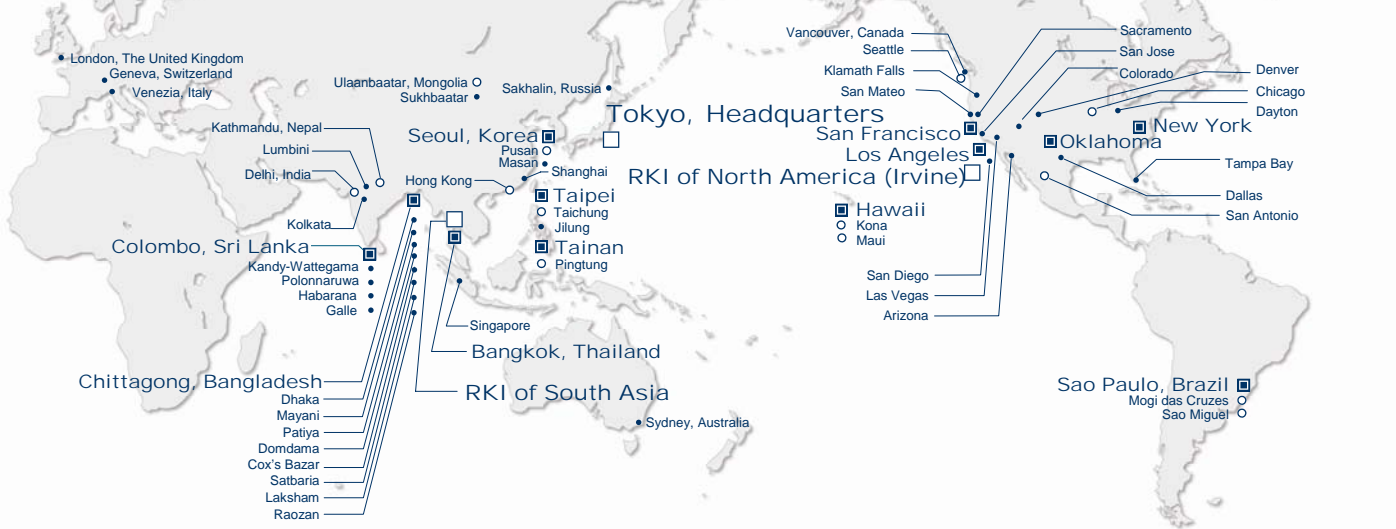 London, The United Kingdom
Geneva, Switzerland
Venezia, Italy
Ulaanbaatar, Mongolia
Sukhbaatar
Sakhalin, Russia
Tokyo, Headquarters
Kathmandu, Nepal
Lumbini
Delhi, India
Kolkata
Seoul, Korea
Pusan
Masan
Shanghai
Hong Kong
Taipei
Taichung
Jilung
Tainan
Pingtung
Colombo, Sri Lanka
Kandy-Wattegama
Polonnaruwa
Habarana
Galle
Singapore
Bangkok, Thailand
RKI of South Asia
Chittagong, Bangladesh
Dhaka
Mayani
Patiya
Domdama
Cox's Bazar
Satbaria
Laksham
Raozan
Sydney, Australia
Vancouver, Canada
Seattle
Klamath Falls
San Mateo
San Francisco
Los Angeles
RKI of North America (Irvine)
Hawaii
Kona
Maui
San Diego
Las Vegas
Arizona
Sacramento
San Jose
Colorado
Denver
Chicago
Dayton
New York
Oklahoma
Tampa Bay
Dallas
San Antonio
Sao Paulo, Brazil
Mogi das Cruzes
Sao Miguel